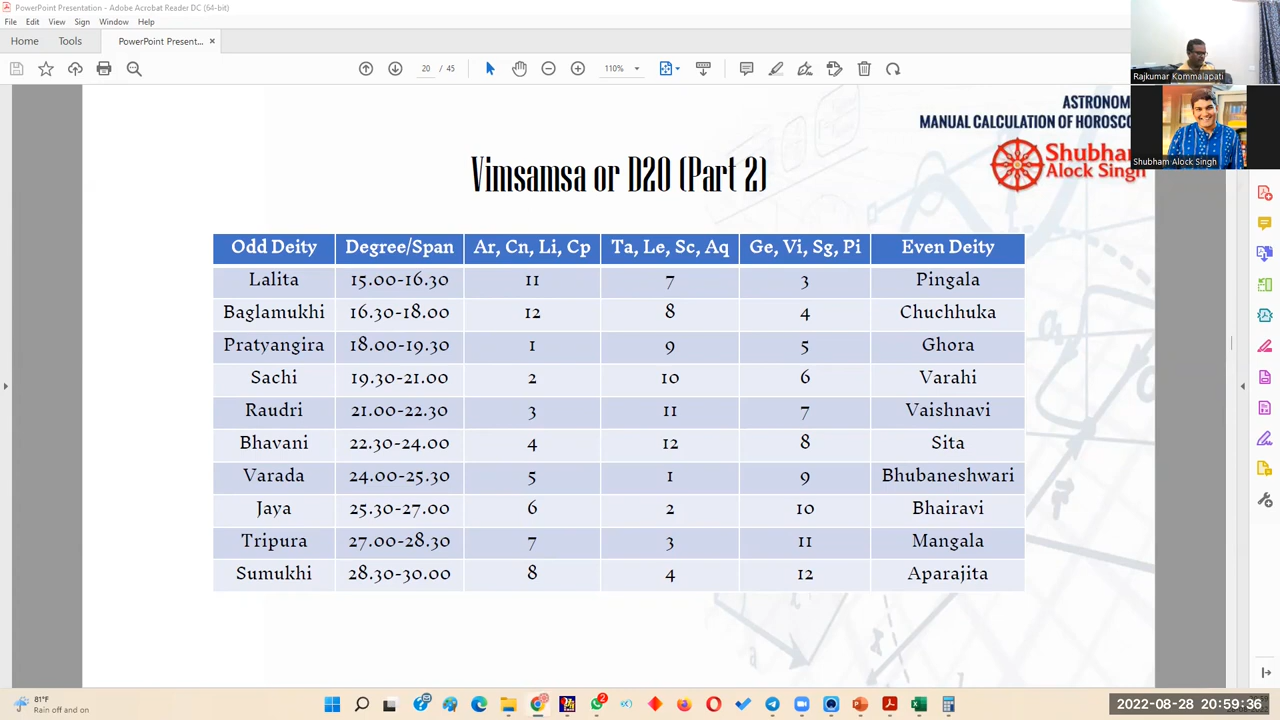 PowerPoint Presentation - Adobe Acrobat Reader DC (64-bit)
File Edit View Sign Window Help
Home Tools PowerPoint Present... ×
20 / 45 110%
Rajkumar Kommalapati
Shubham Alock Singh
ASTRONOM
MANUAL CALCULATION OF HOROSC
Shubham
Alock Singh
Vimsamsa or D20 (Part 2)
Odd Deity Degree/Span Ar, Cn, Li, Cp Ta, Le, Sc, Aq Ge, Vi, Sg, Pi Even Deity
Lalita 15.00-16.30 11 7 3 Pingala
Baglamukhi 16.30-18.00 12 8 4 Chuchhuka
Pratyangira 18.00-19.30 1 9 5 Ghora
Sachi 19.30-21.00 2 10 6 Varahi
Raudri 21.00-22.30 3 11 7 Vaishnavi
Bhavani 22.30-24.00 4 12 8 Sita
Varada 24.00-25.30 5 1 9 Bhubaneshwari
Jaya 25.30-27.00 6 2 10 Bhairavi
Tripura 27.00-28.30 7 3 11 Mangala
Sumukhi 28.30-30.00 8 4 12 Aparajita
81°F
Rain off and on
2
2022-08-28 20:59:36